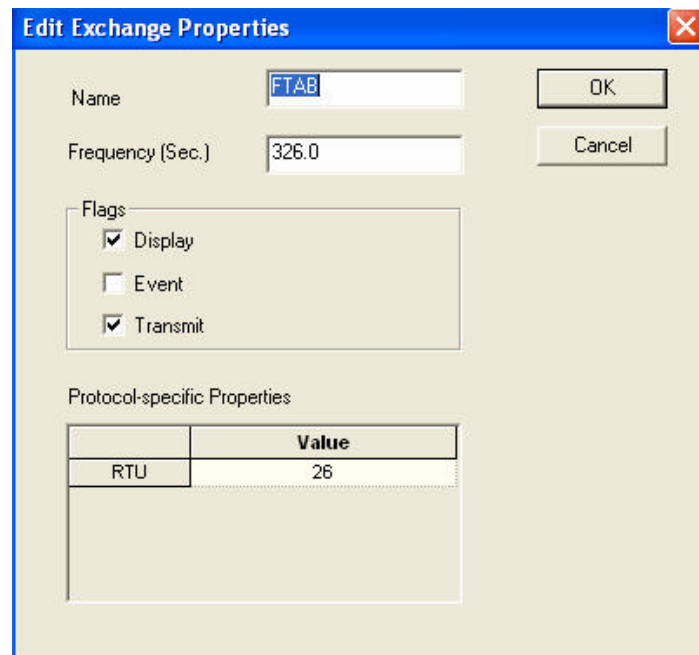 Edit Exchange Properties
Name FTAB OK
Frequency (Sec.) 326.0 Cancel
Flags
Display
Event
Transmit
Protocol-specific Properties
Value
RTU 26